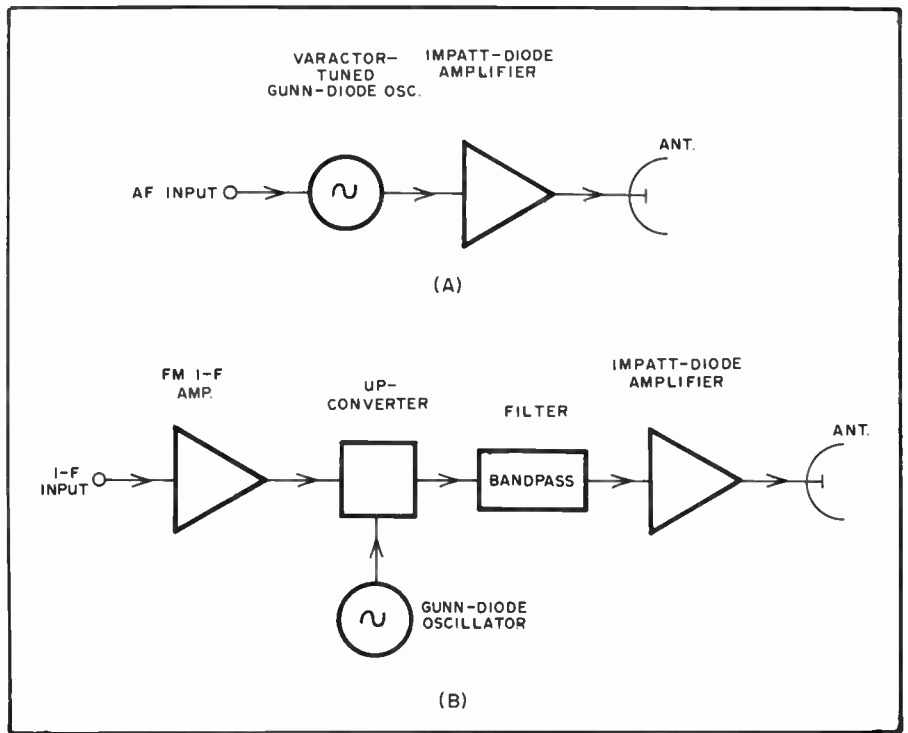 VARACTOR-
TUNED
GUNN-DIODE OSC.
IMPATT-DIODE
AMPLIFIER
ANT.
AF INPUT
(A)
FM I-F
AMP.
UP-
CONVERTER
FILTER
IMPATT-DIODE
AMPLIFIER
ANT.
I-F
INPUT
BANDPASS
GUNN-DIODE
OSCILLATOR
(B)